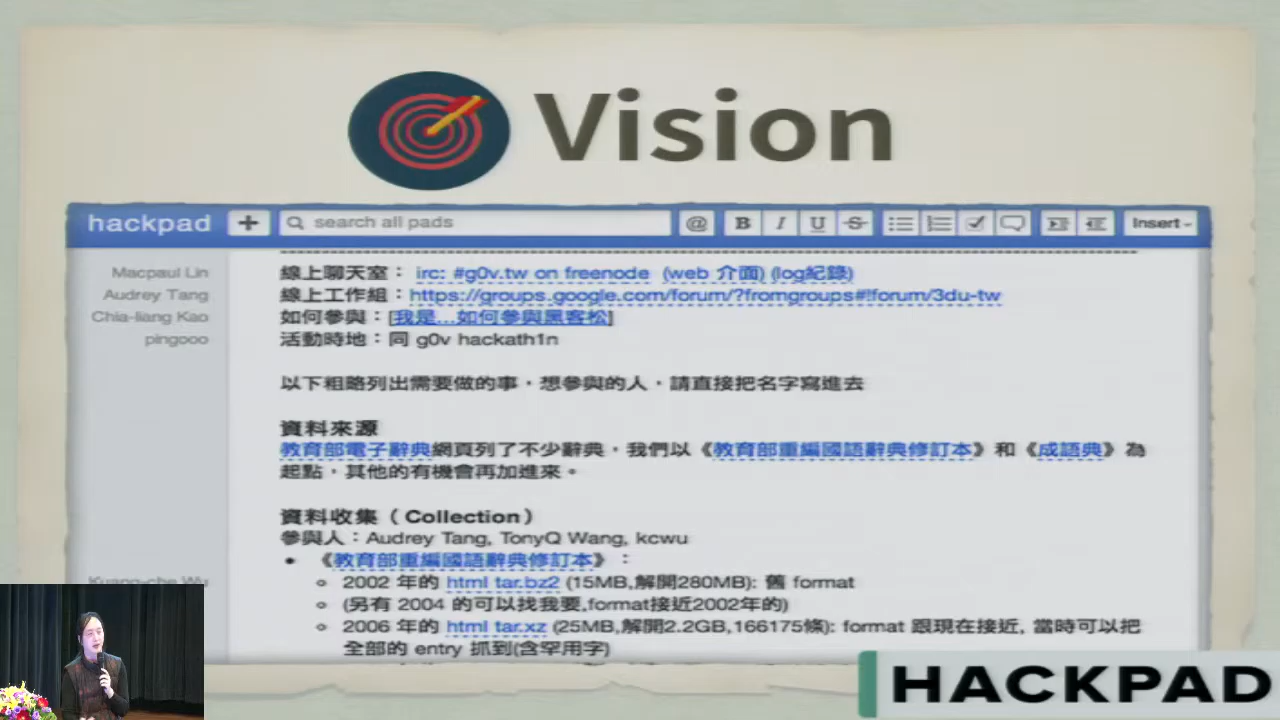 Vision
hackpad + search all pads @ B I U S Insert
Macpaul Lin
Audrey Tang
Chia-liang Kao
pingooo
線上聊天室： irc: #g0v.tw on freenode (web 介面) (log紀錄)
線上工作組：https://groups.google.com/forum/?fromgroups#!forum/3du-tw
如何參與：[我是...如何參與黑客松]
活動時地：同 g0v hackath1n
以下粗略列出需要做的事，想參與的人，請直接把名字寫進去
資料來源
教育部電子辭典網頁列了不少辭典，我們以《教育部重編國語辭典修訂本》和《成語典》為
起點，其他的有機會再加進來。
資料收集（Collection）
參與人：Audrey Tang, TonyQ Wang, kcwu
《教育部重編國語辭典修訂本》：
Kuang-che Wu
2002 年的 html tar.bz2 (15MB,解開280MB): 舊 format
(另有 2004 的可以找我要,format接近2002年的)
2006 年的 html tar.xz (25MB,解開2.2GB,166175條): format 跟現在接近, 當時可以把
全部的 entry 抓到(含罕用字)
HACKPAD